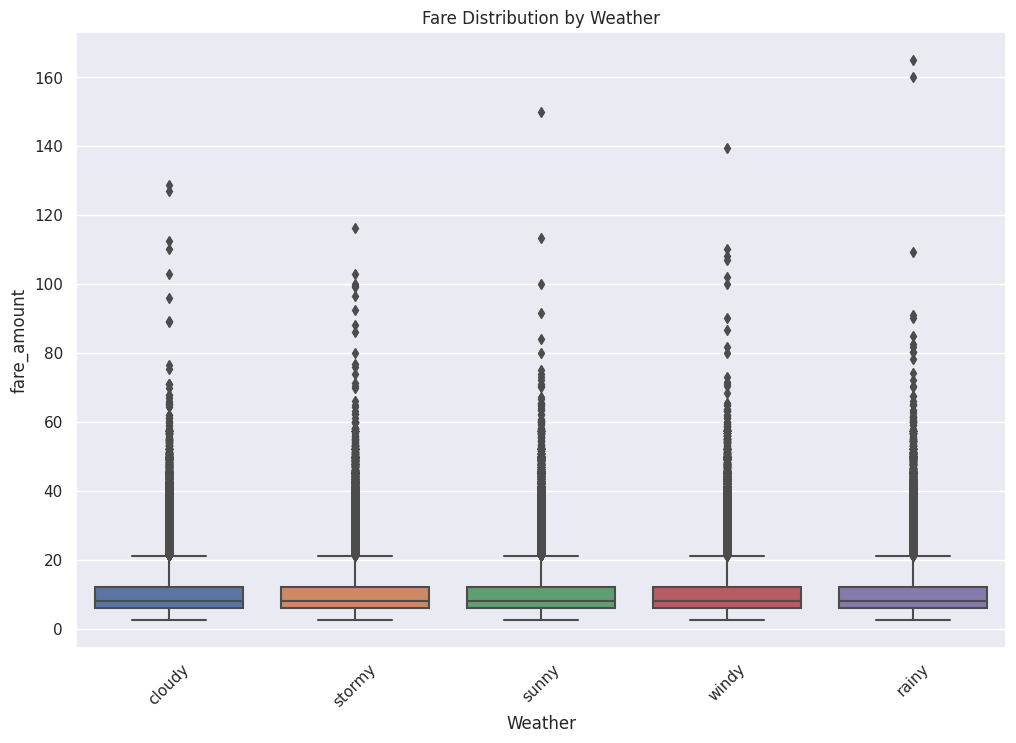 Fare Distribution by Weather
fare_amount
160
140
120
100
80
60
40
20
0
cloudy
stormy
sunny
windy
rainy
Weather